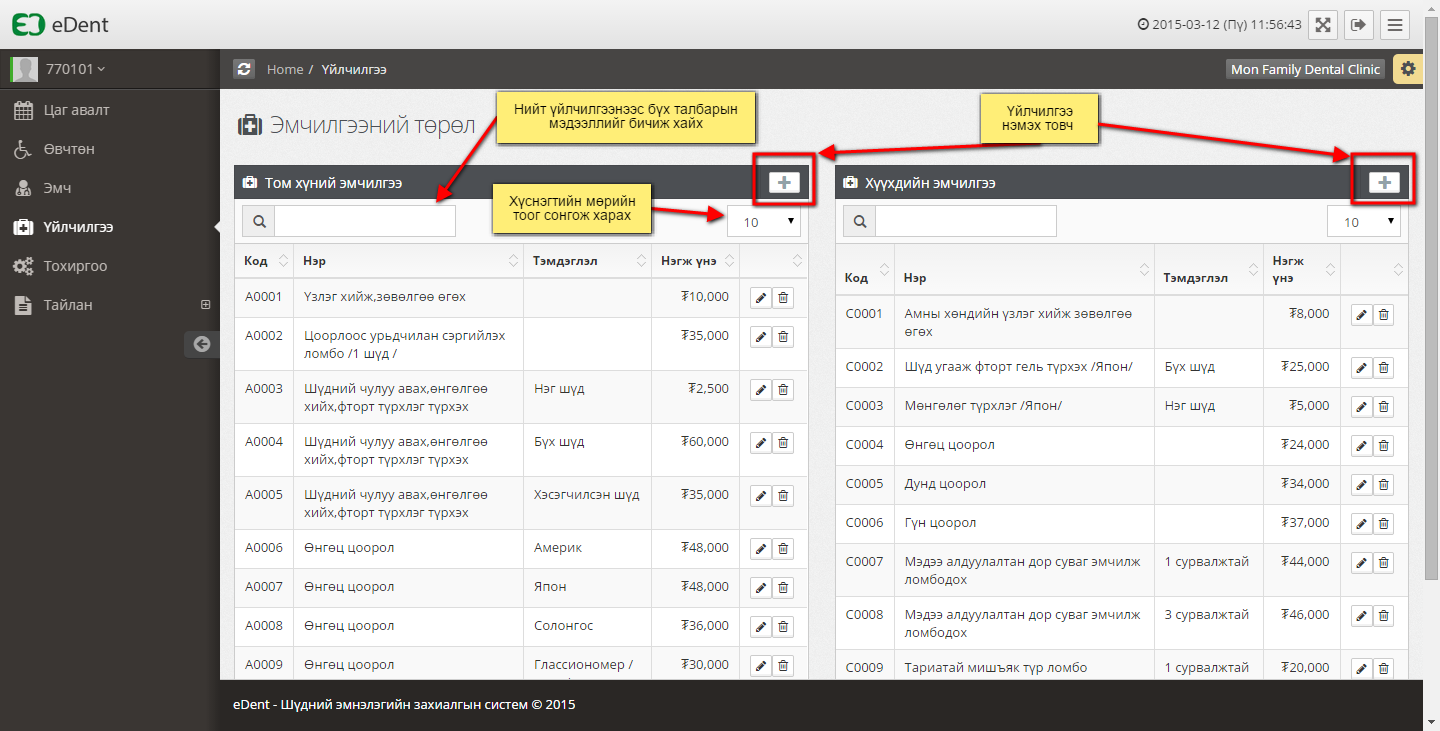 eDent
2015-03-12 (Пү) 11:56:43
770101
Home / Үйлчилгээ
Mon Family Dental Clinic
Цаг авалт
Өвчтөн
Эмч
Үйлчилгээ
Тохиргоо
Тайлан
Эмчилгээний төрөл
Нийт үйлчилгээнээс бүх талбарын
мэдээллийг бичиж хайх
Үйлчилгээ
нэмэх товч
Том хүний эмчилгээ
Хүснэгтийн мөрийн
тоог сонгож харах
10
Код Нэр Тэмдэглэл Нэгж үнэ
A0001 Үзлэг хийж,зөвөлгөө өгөх ₮10,000
A0002 Цоорлоос урьдчилан сэргийлэх ₮35,000
ломбо /1 шүд /
A0003 Шүдний чулуу авах,өнгөлгөө Нэг шүд ₮2,500
хийх,фторт түрхлэг түрхэх
A0004 Шүдний чулуу авах,өнгөлгөө Бүх шүд ₮60,000
хийх,фторт түрхлэг түрхэх
A0005 Шүдний чулуу авах,өнгөлгөө Хэсэгчилсэн шүд ₮35,000
хийх,фторт түрхлэг түрхэх
A0006 Өнгөц цоорол Америк ₮48,000
A0007 Өнгөц цоорол Япон ₮48,000
A0008 Өнгөц цоорол Солонгос ₮36,000
A0009 Өнгөц цоорол Глассиономер / ₮30,000
Хүүхдийн эмчилгээ
10
Код Нэр Тэмдэглэл Нэгж
үнэ
C0001 Амны хөндийн үзлэг хийж зөвөлгөө ₮8,000
өгөх
C0002 Шүд угааж фторт гель түрхэх /Япон/ Бүх шүд ₮25,000
C0003 Мөнгөлөг түрхлэг /Япон/ Нэг шүд ₮5,000
C0004 Өнгөц цоорол ₮24,000
C0005 Дунд цоорол ₮34,000
C0006 Гүн цоорол ₮37,000
C0007 Мэдээ алдуулалтан дор суваг эмчилж 1 сурвалжтай ₮44,000
ломбодох
C0008 Мэдээ алдуулалтан дор суваг эмчилж 3 сурвалжтай ₮46,000
ломбодох
C0009 Тариатай мишъяк түр ломбо 1 сурвалжтай ₮20,000
eDent - Шүдний эмнэлэгийн захиалгын систем © 2015